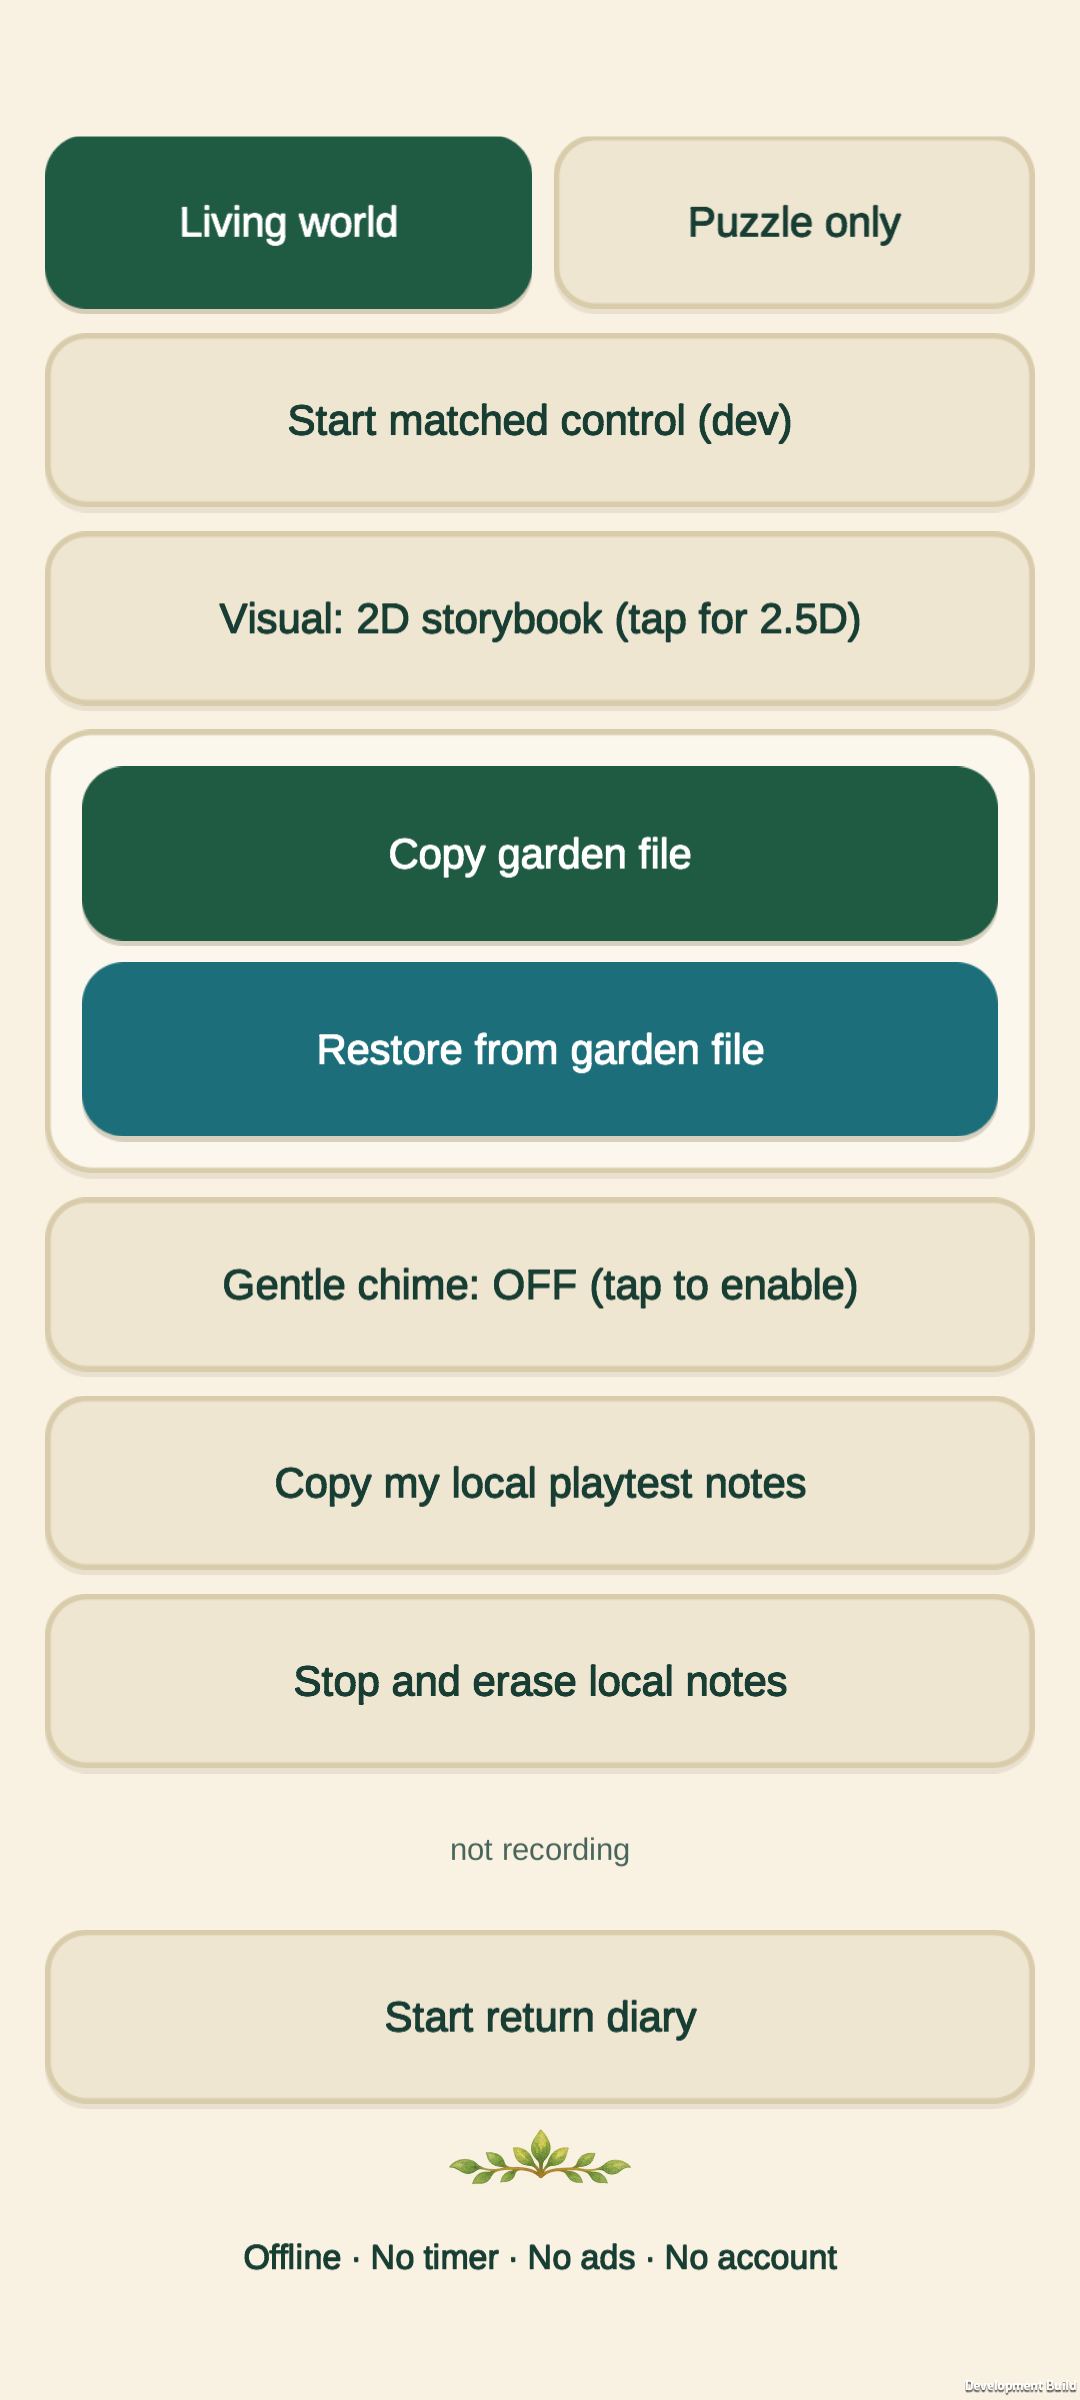 Living world
Puzzle only
Start matched control (dev)
Visual: 2D storybook (tap for 2.5D)
Copy garden file
Restore from garden file
Gentle chime: OFF (tap to enable)
Copy my local playtest notes
Stop and erase local notes
not recording
Start return diary
Offline · No timer · No ads · No account
Development Build